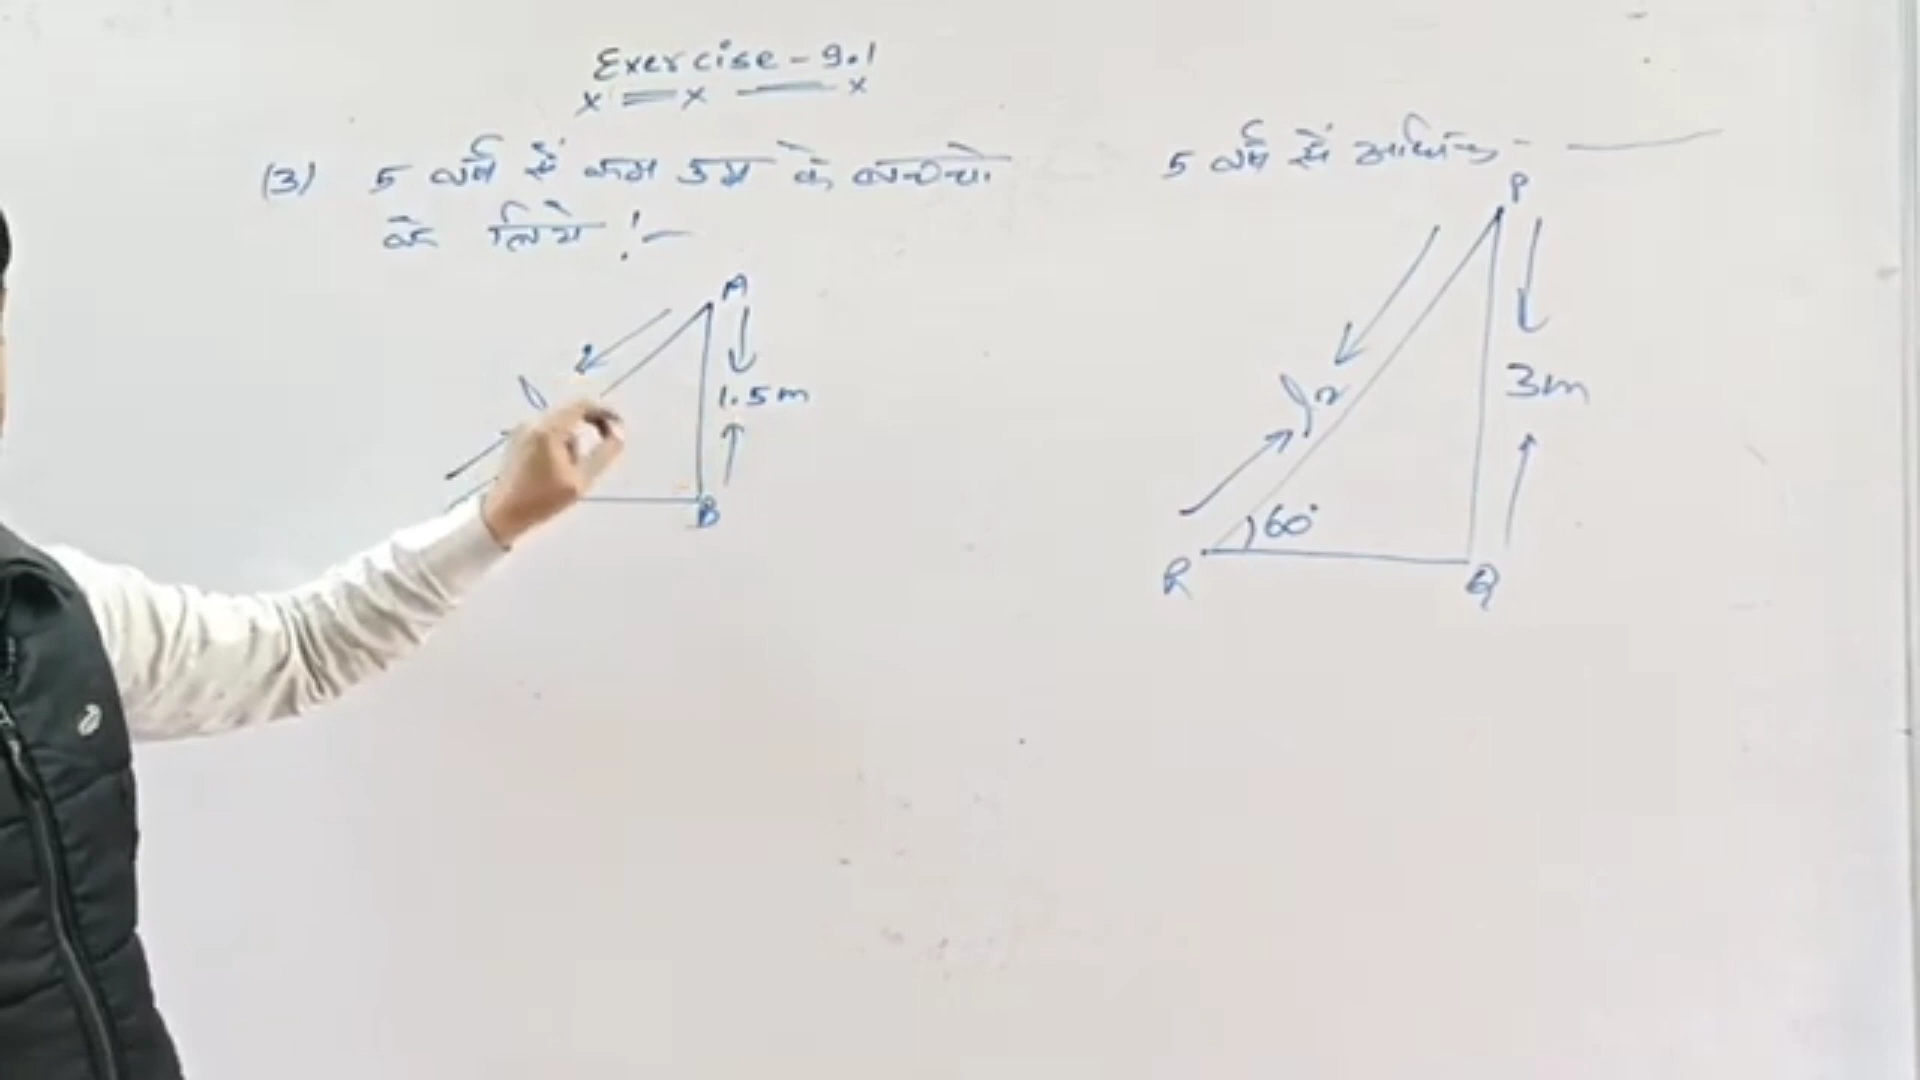 Exercise - 9.1
(3) 5 वर्ष से कम उम्र के बच्चो
के लिये :-
5 वर्ष से अधिक -
A
1.5m
B
P
3m
60°
R
Q